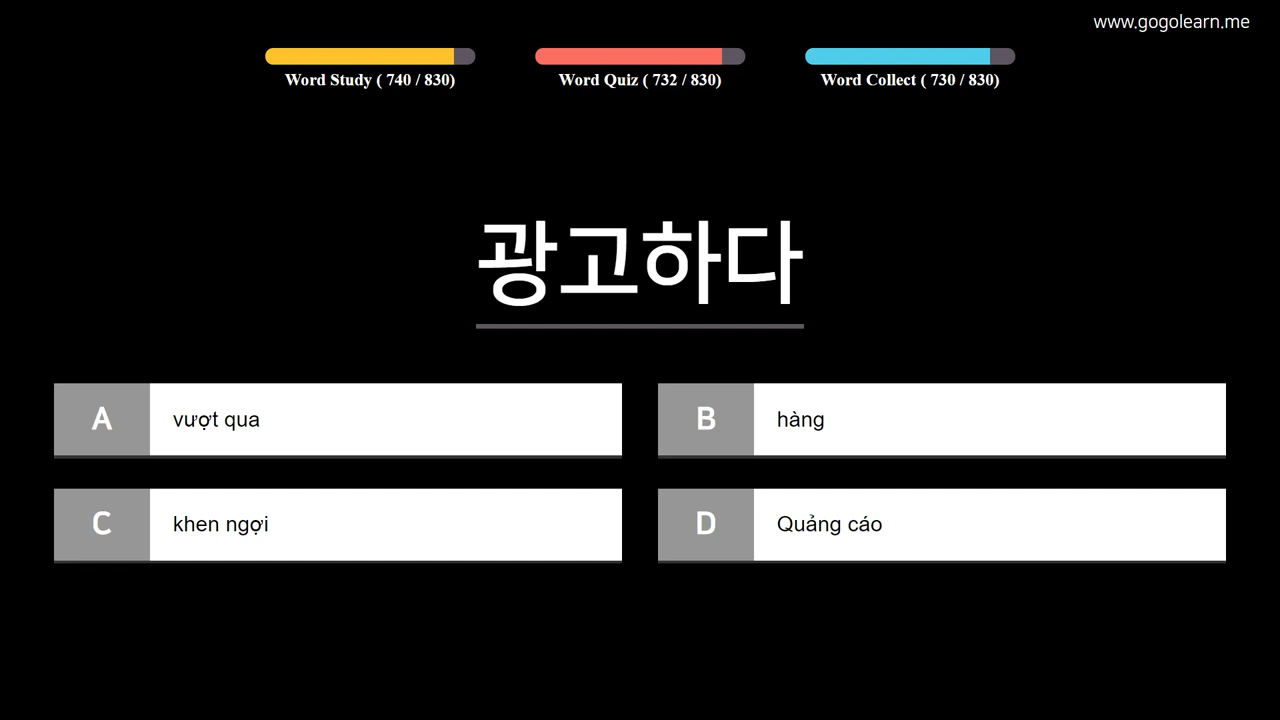 www.gogolearn.me
Word Study ( 740 / 830)
Word Quiz ( 732 / 830)
Word Collect ( 730 / 830)
광고하다
A vượt qua
B hàng
C khen ngợi
D Quảng cáo